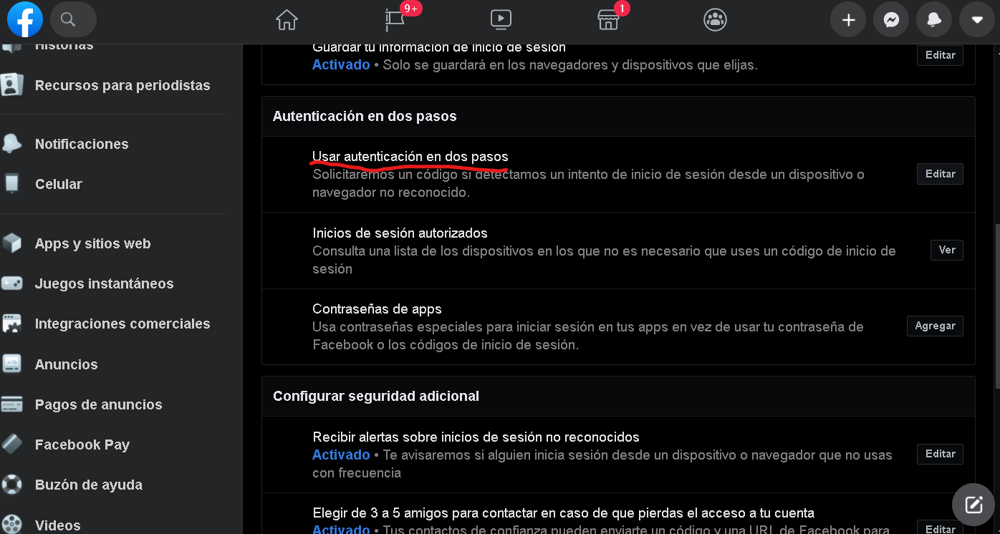 9+
1
Historias
Recursos para periodistas
Notificaciones
Celular
Apps y sitios web
Juegos instantáneos
Integraciones comerciales
Anuncios
Pagos de anuncios
Facebook Pay
Buzón de ayuda
Videos
Guardar tu información de inicio de sesión
Activado • Solo se guardará en los navegadores y dispositivos que elijas.
Editar
Autenticación en dos pasos
Usar autenticación en dos pasos
Solicitaremos un código si detectamos un intento de inicio de sesión desde un dispositivo o
navegador no reconocido.
Editar
Inicios de sesión autorizados
Consulta una lista de los dispositivos en los que no es necesario que uses un código de inicio de
sesión
Ver
Contraseñas de apps
Usa contraseñas especiales para iniciar sesión en tus apps en vez de usar tu contraseña de
Facebook o los códigos de inicio de sesión.
Agregar
Configurar seguridad adicional
Recibir alertas sobre inicios de sesión no reconocidos
Activado • Te avisaremos si alguien inicia sesión desde un dispositivo o navegador que no usas
con frecuencia
Editar
Elegir de 3 a 5 amigos para contactar en caso de que pierdas el acceso a tu cuenta
Activado • Tus contactos de confianza pueden enviarte un código y una URL de Facebook para
Editar